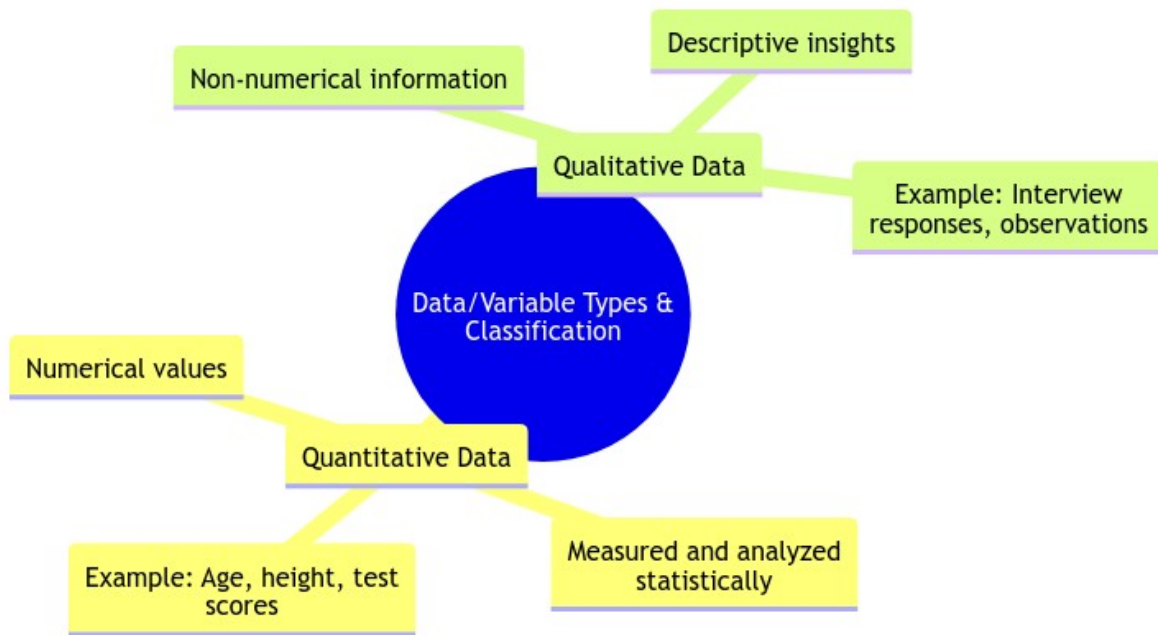 Descriptive insights
Non-numerical information
Qualitative Data
Example: Interview
responses, observations
Data/Variable Types &
Classification
Numerical values
Quantitative Data
Measured and analyzed
statistically
Example: Age, height, test
scores